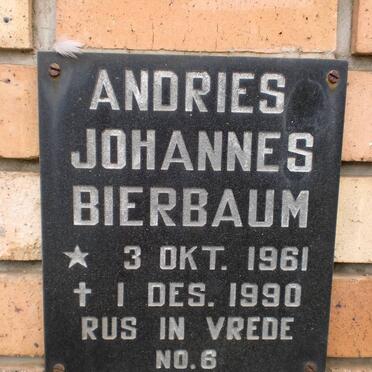 ANDRIES
JOHANNES
BIERBAUM
★ 3 OKT. 1961
✝ 1 DES. 1990
RUS IN VREDE
NO. 6